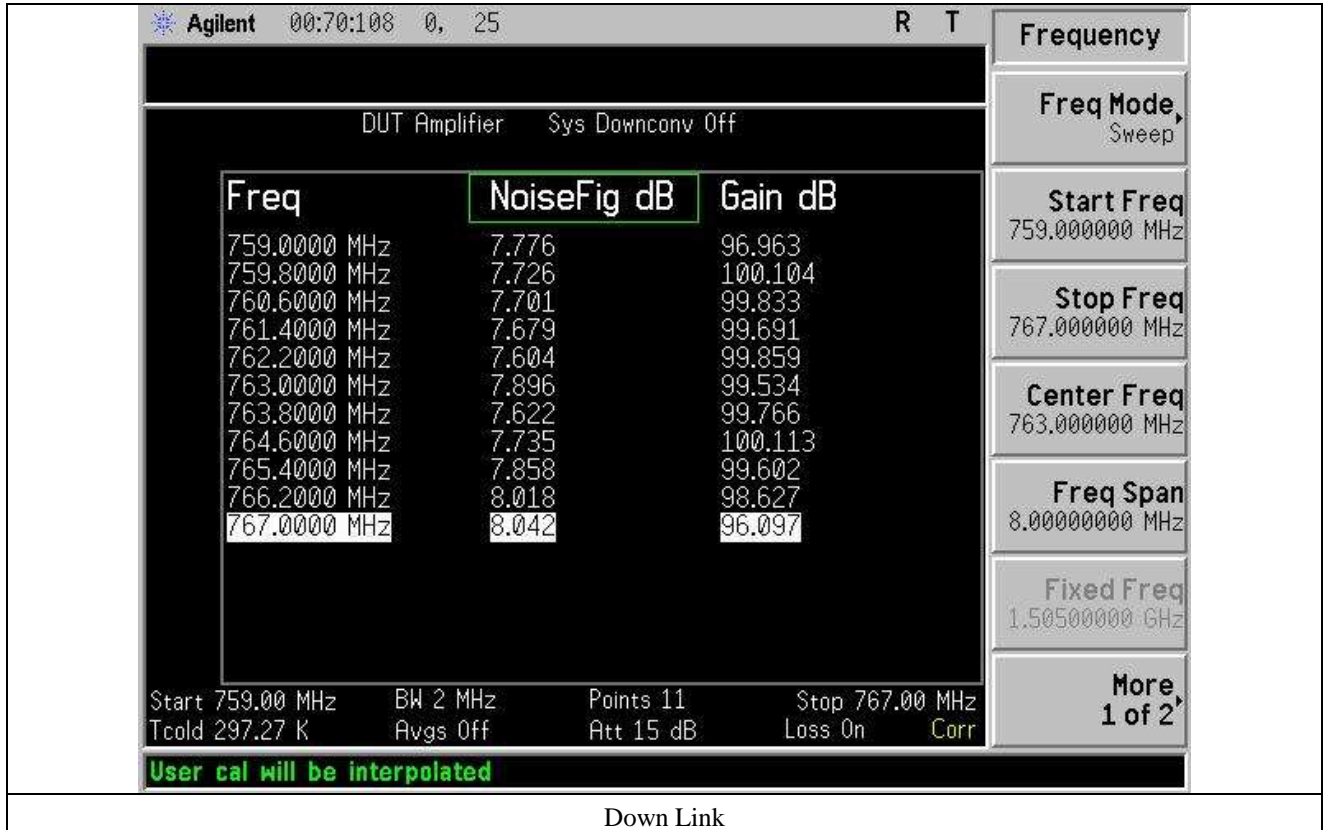 Agilent 00:70:108 0, 25 R T
DUT Amplifier Sys Downconv Off
Freq NoiseFig dB Gain dB
759.0000 MHz 7.776 96.963
759.8000 MHz 7.726 100.104
760.6000 MHz 7.701 99.833
761.4000 MHz 7.679 99.691
762.2000 MHz 7.604 99.859
763.0000 MHz 7.896 99.534
763.8000 MHz 7.622 99.766
764.6000 MHz 7.735 100.113
765.4000 MHz 7.858 99.602
766.2000 MHz 8.018 98.627
767.0000 MHz 8.042 96.097
Start 759.00 MHz BW 2 MHz Points 11 Stop 767.00 MHz
Tcold 297.27 K Avgs Off Att 15 dB Loss On Corr
User cal will be interpolated
Frequency
Freq Mode
Sweep
Start Freq
759.000000 MHz
Stop Freq
767.000000 MHz
Center Freq
763.000000 MHz
Freq Span
8.00000000 MHz
Fixed Freq
1.50500000 GHz
More
1 of 2
Down Link